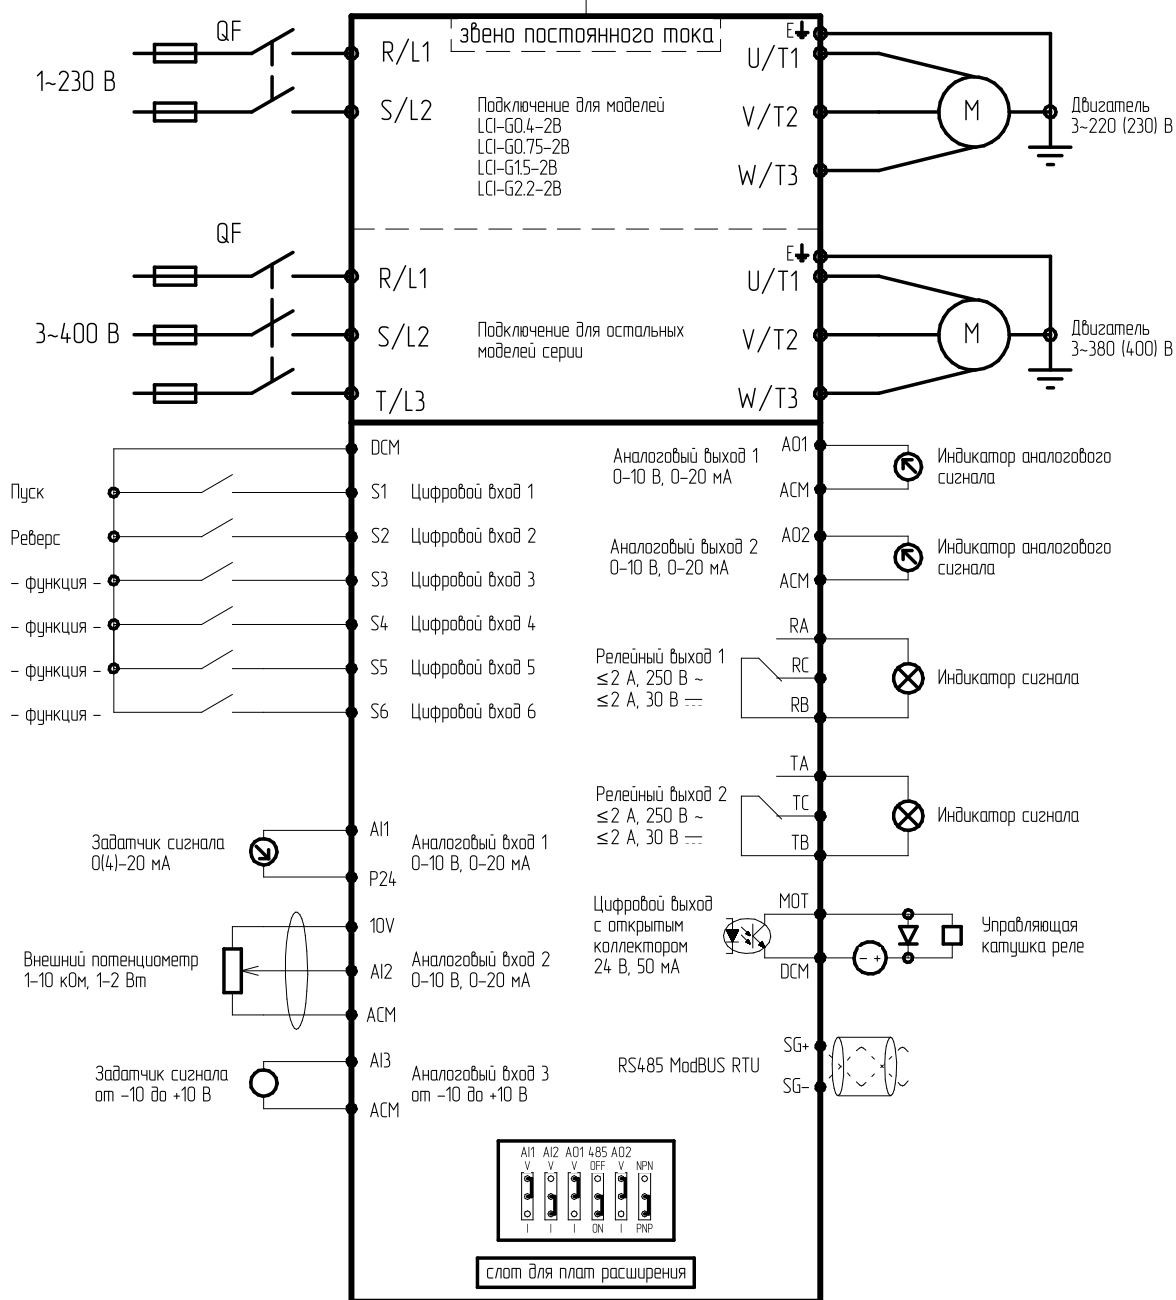 звено постоянного тока
QF
1~230 В
R/L1
S/L2
Подключение для моделей
LCI-G0.4-2B
LCI-G0.75-2B
LCI-G1.5-2B
LCI-G2.2-2B
E
U/T1
V/T2
W/T3
M
Двигатель
3~220 (230) В
QF
3~400 В
R/L1
S/L2
T/L3
Подключение для остальных
моделей серии
E
U/T1
V/T2
W/T3
M
Двигатель
3~380 (400) В
DCM
Пуск
S1 Цифровой вход 1
Реверс
S2 Цифровой вход 2
- функция -
S3 Цифровой вход 3
- функция -
S4 Цифровой вход 4
- функция -
S5 Цифровой вход 5
- функция -
S6 Цифровой вход 6
Задатчик сигнала
0(4)-20 мА
AI1
P24
Аналоговый вход 1
0-10 В, 0-20 мА
Внешний потенциометр
1-10 кОм, 1-2 Вт
10V
AI2
ACM
Аналоговый вход 2
0-10 В, 0-20 мА
Задатчик сигнала
от -10 до +10 В
AI3
ACM
Аналоговый вход 3
от -10 до +10 В
Аналоговый выход 1
0-10 В, 0-20 мА
AO1
ACM
Индикатор аналогового
сигнала
Аналоговый выход 2
0-10 В, 0-20 мА
AO2
ACM
Индикатор аналогового
сигнала
Релейный выход 1
≤2 А, 250 В ~
≤2 А, 30 В ⎓
RA
RC
RB
Индикатор сигнала
Релейный выход 2
≤2 А, 250 В ~
≤2 А, 30 В ⎓
TA
TC
TB
Индикатор сигнала
Цифровой выход
с открытым
коллектором
24 В, 50 мА
MOT
DCM
- +
Управляющая
катушка реле
RS485 ModBUS RTU
SG+
SG-
AI1 AI2 AO1 485 AO2
V V V OFF V NPN
I I I ON I PNP
слот для плат расширения